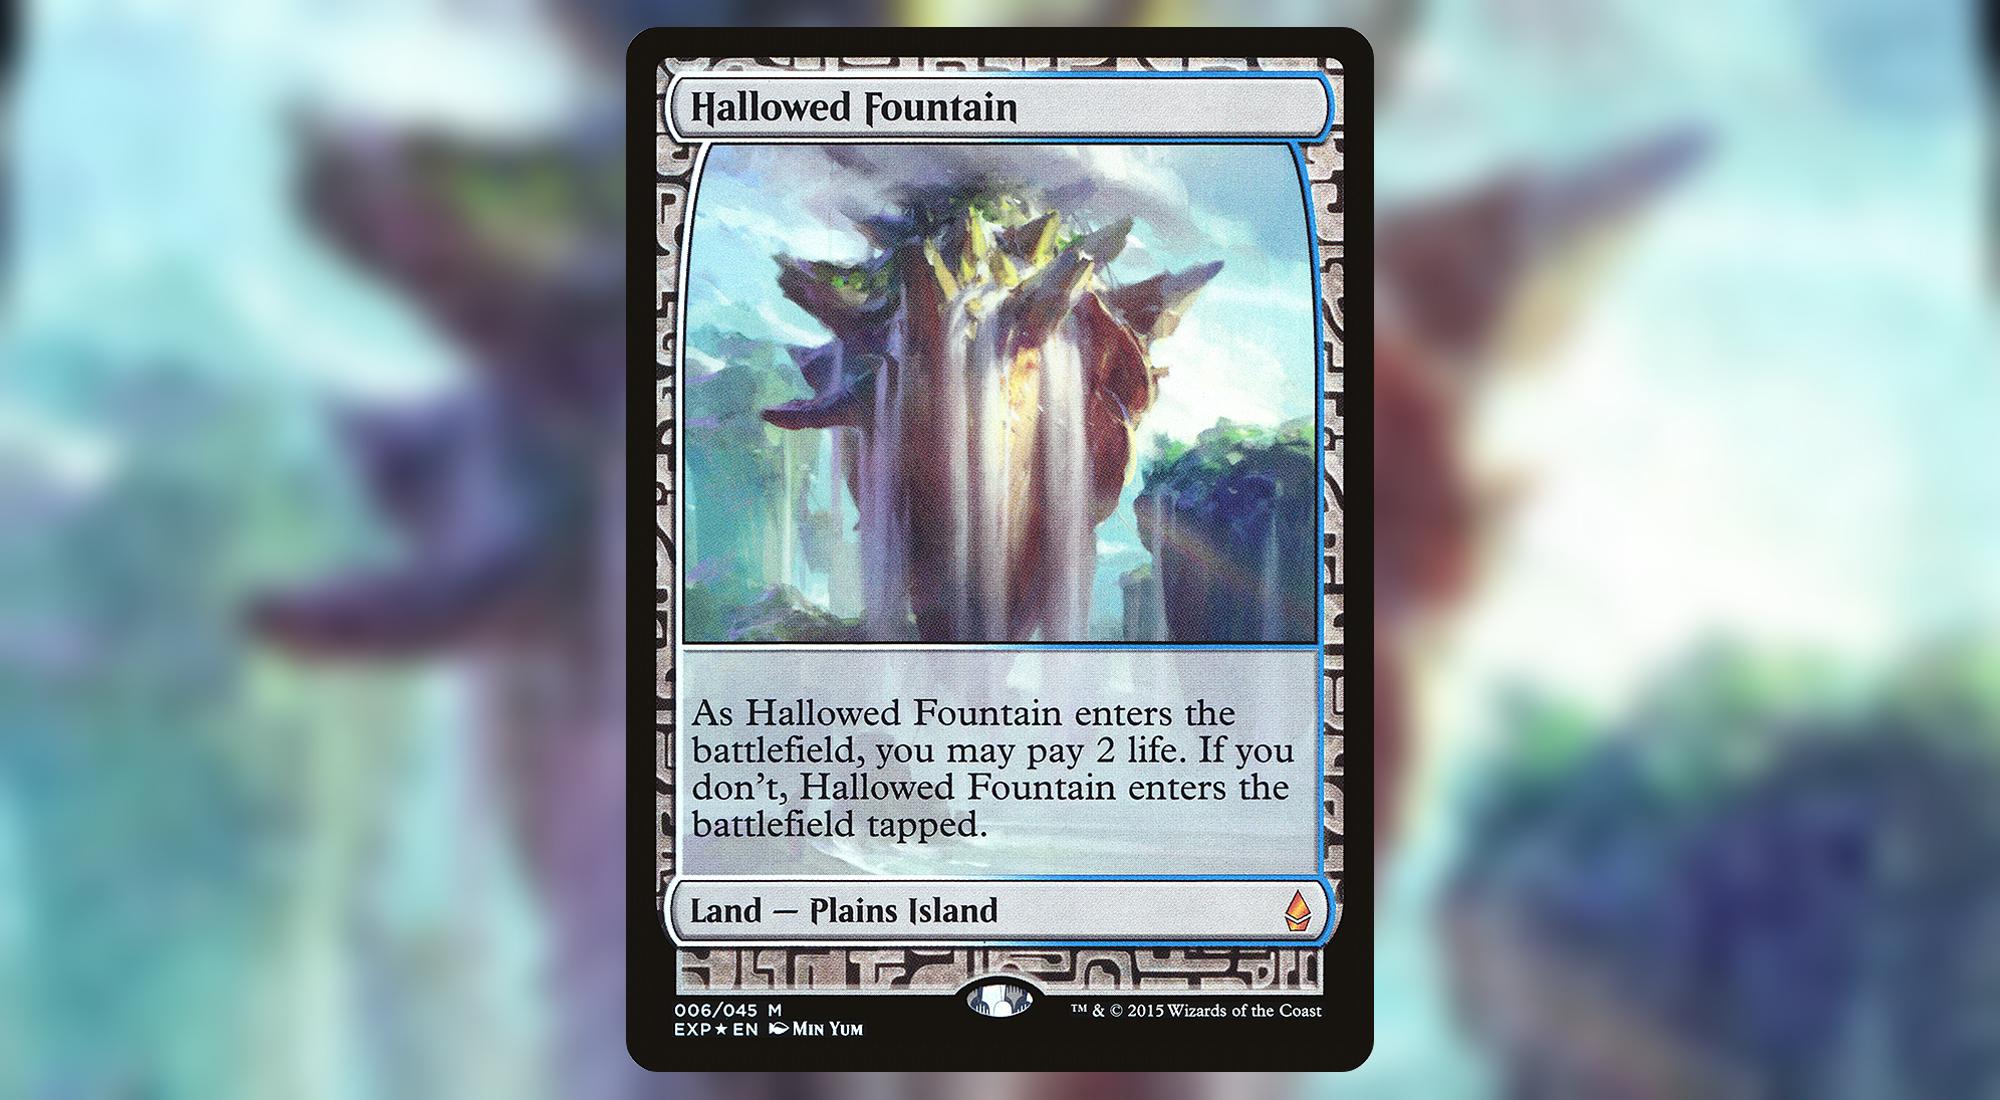 Hallowed Fountain
As Hallowed Fountain enters the
battlefield, you may pay 2 life. If you
don't, Hallowed Fountain enters the
battlefield tapped.
Land — Plains Island
006/045 M
™ & © 2015 Wizards of the Coast
EXP★EN Min Yum